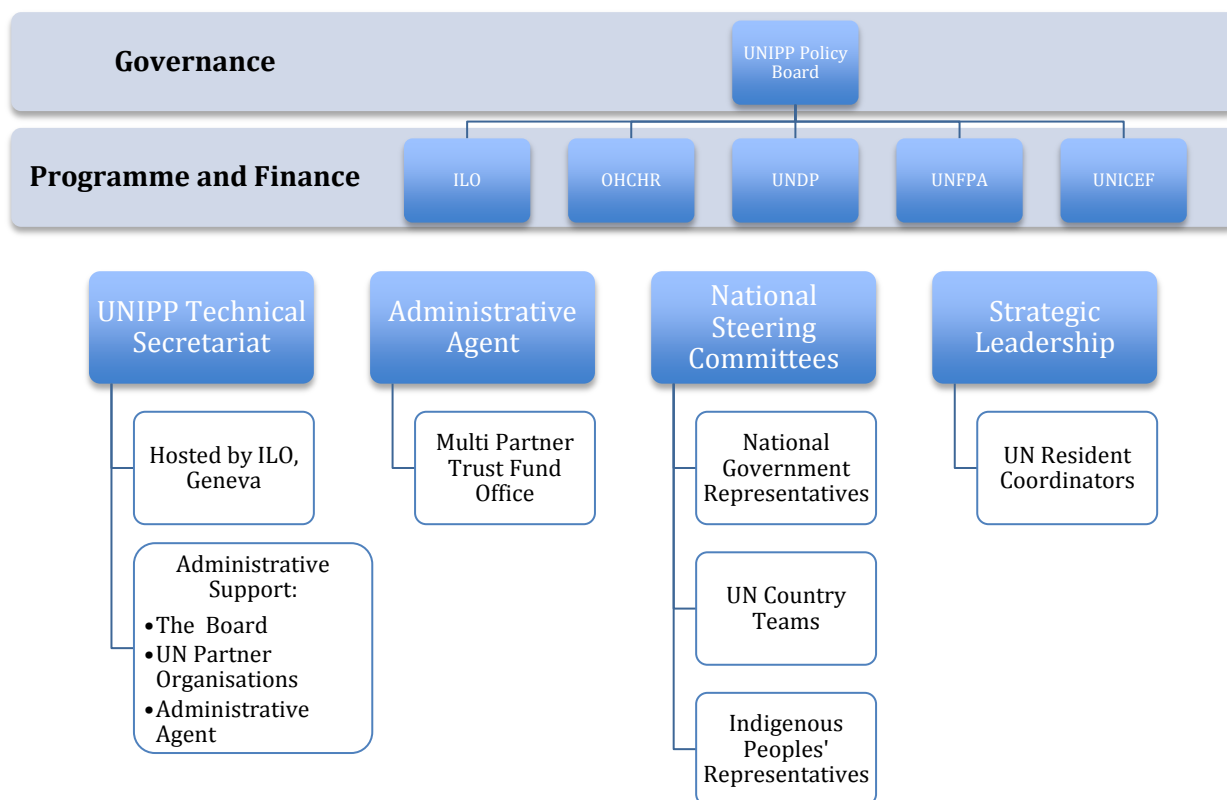 Governance
UNIPP Policy
Board
Programme and Finance
ILO
OHCHR
UNDP
UNFPA
UNICEF
UNIPP Technical
Secretariat
Hosted by ILO,
Geneva
Administrative
Support:
•The Board
•UN Partner
Organisations
•Administrative
Agent
Administrative
Agent
Multi Partner
Trust Fund
Office
National
Steering
Committees
National
Government
Representatives
UN Country
Teams
Indigenous
Peoples'
Representatives
Strategic
Leadership
UN Resident
Coordinators